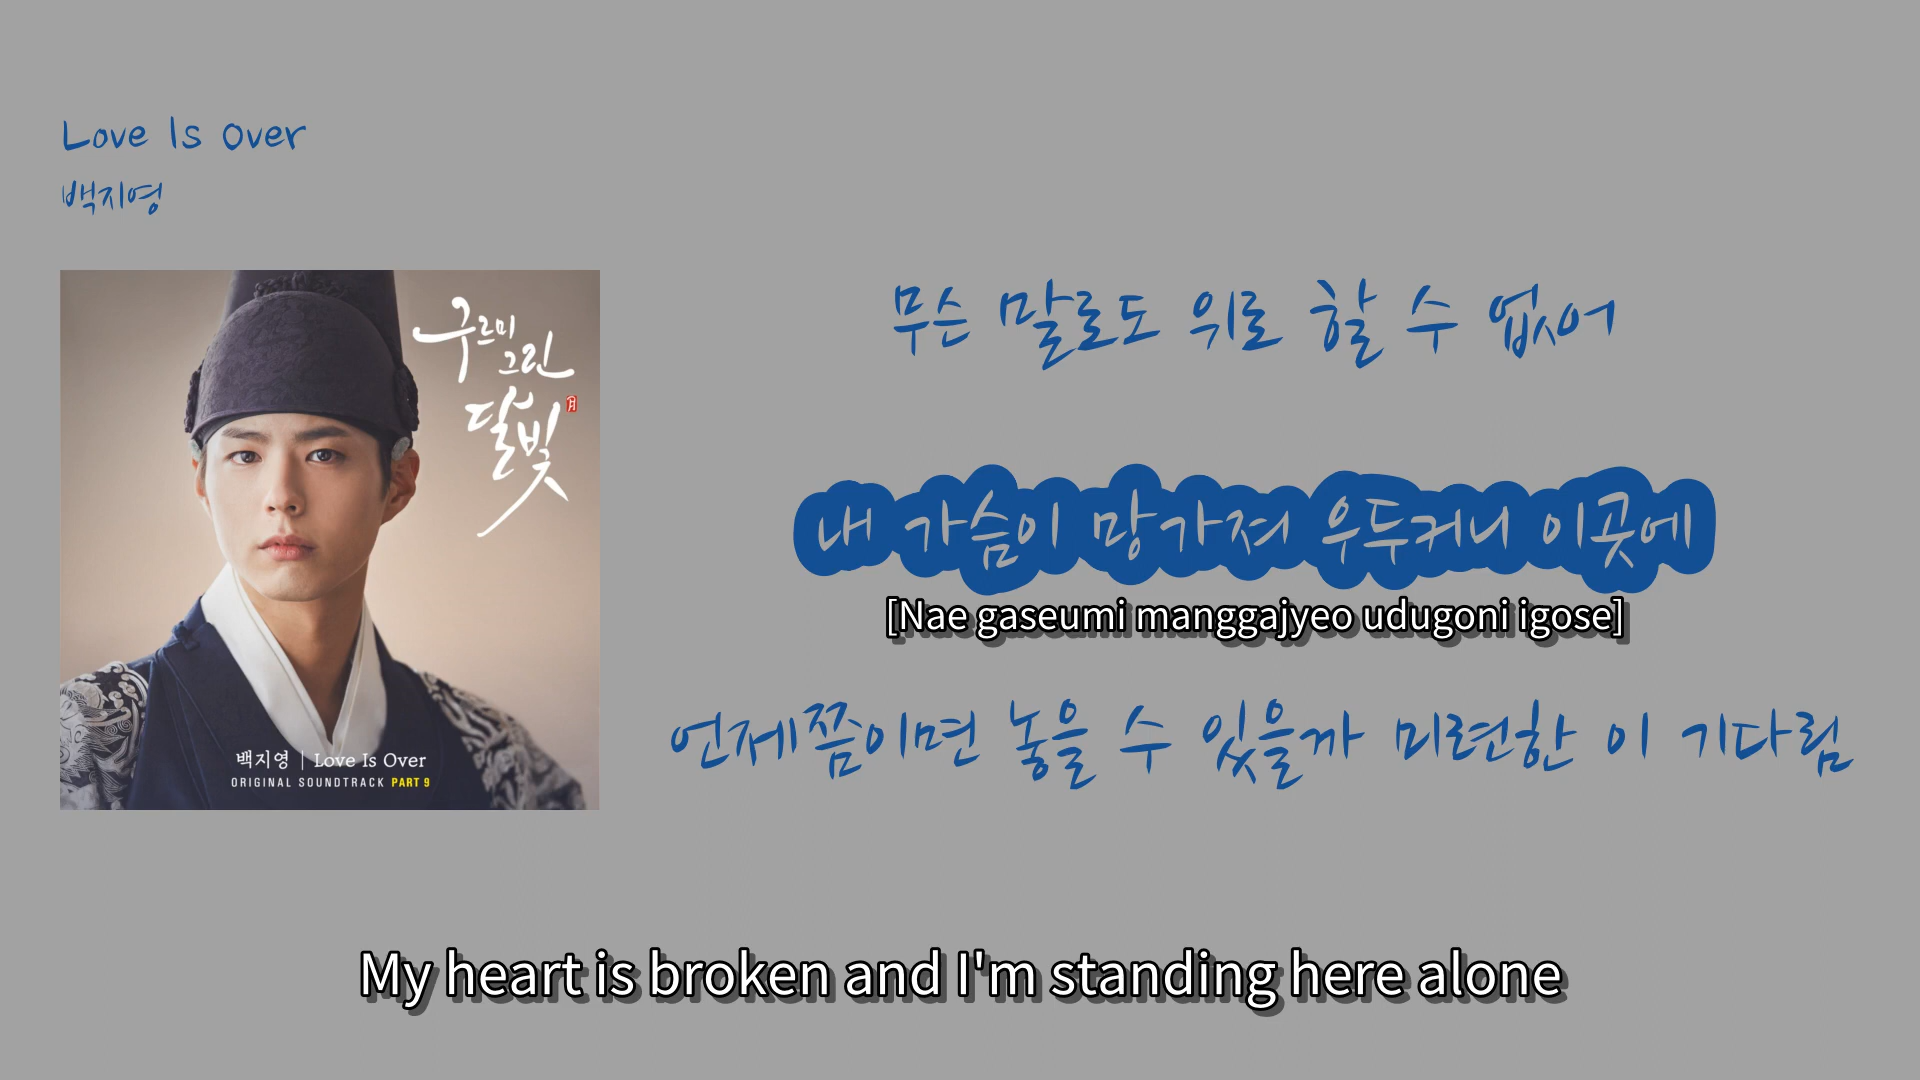 Love Is Over
백지영
구르미
그린
달빛
月
백지영 | Love Is Over
ORIGINAL SOUNDTRACK PART 9
무슨 말로도 위로 할 수 없어
내 가슴이 망가져 우두커니 이곳에
[Nae gaseumi manggajyeo udugoni igose]
언제쯤이면 놓을 수 있을까 미련한 이 기다림
My heart is broken and I'm standing here alone